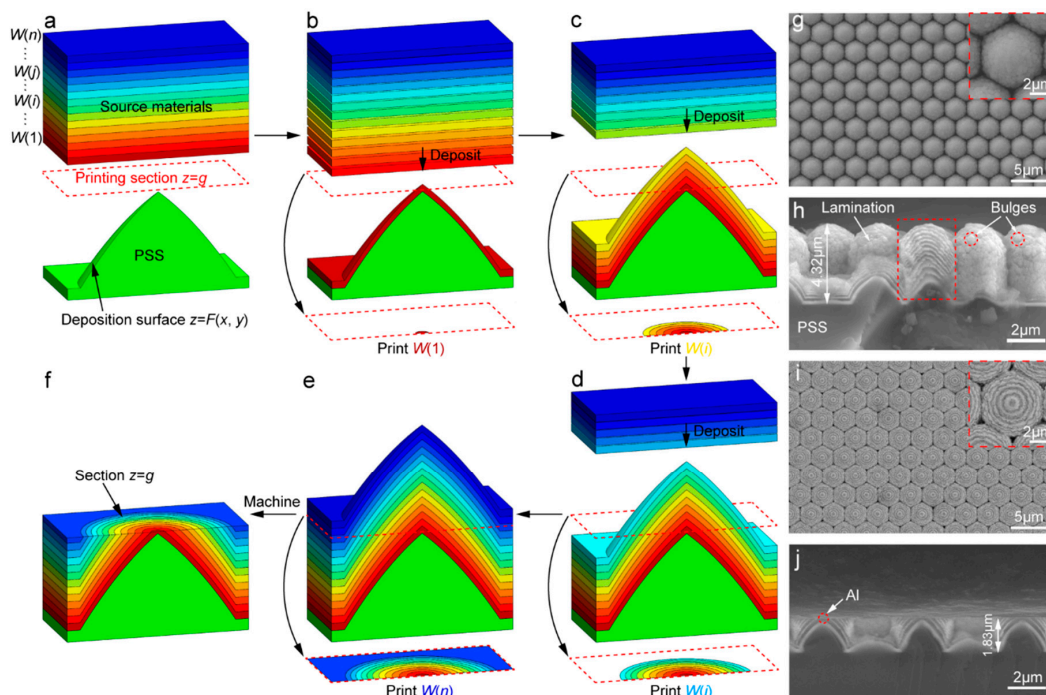 a
W(n)
⋮
W(j)
⋮
W(i)
⋮
W(1)
Source materials
Printing section z=g
PSS
Deposition surface z=F(x, y)
b
Deposit
Print W(1)
c
Deposit
Print W(i)
d
Deposit
Print W(j)
e
Machine
Print W(n)
f
Section z=g
g
2μm
5μm
h
Lamination
Bulges
4.32μm
PSS
2μm
i
2μm
5μm
j
Al
1.83μm
2μm